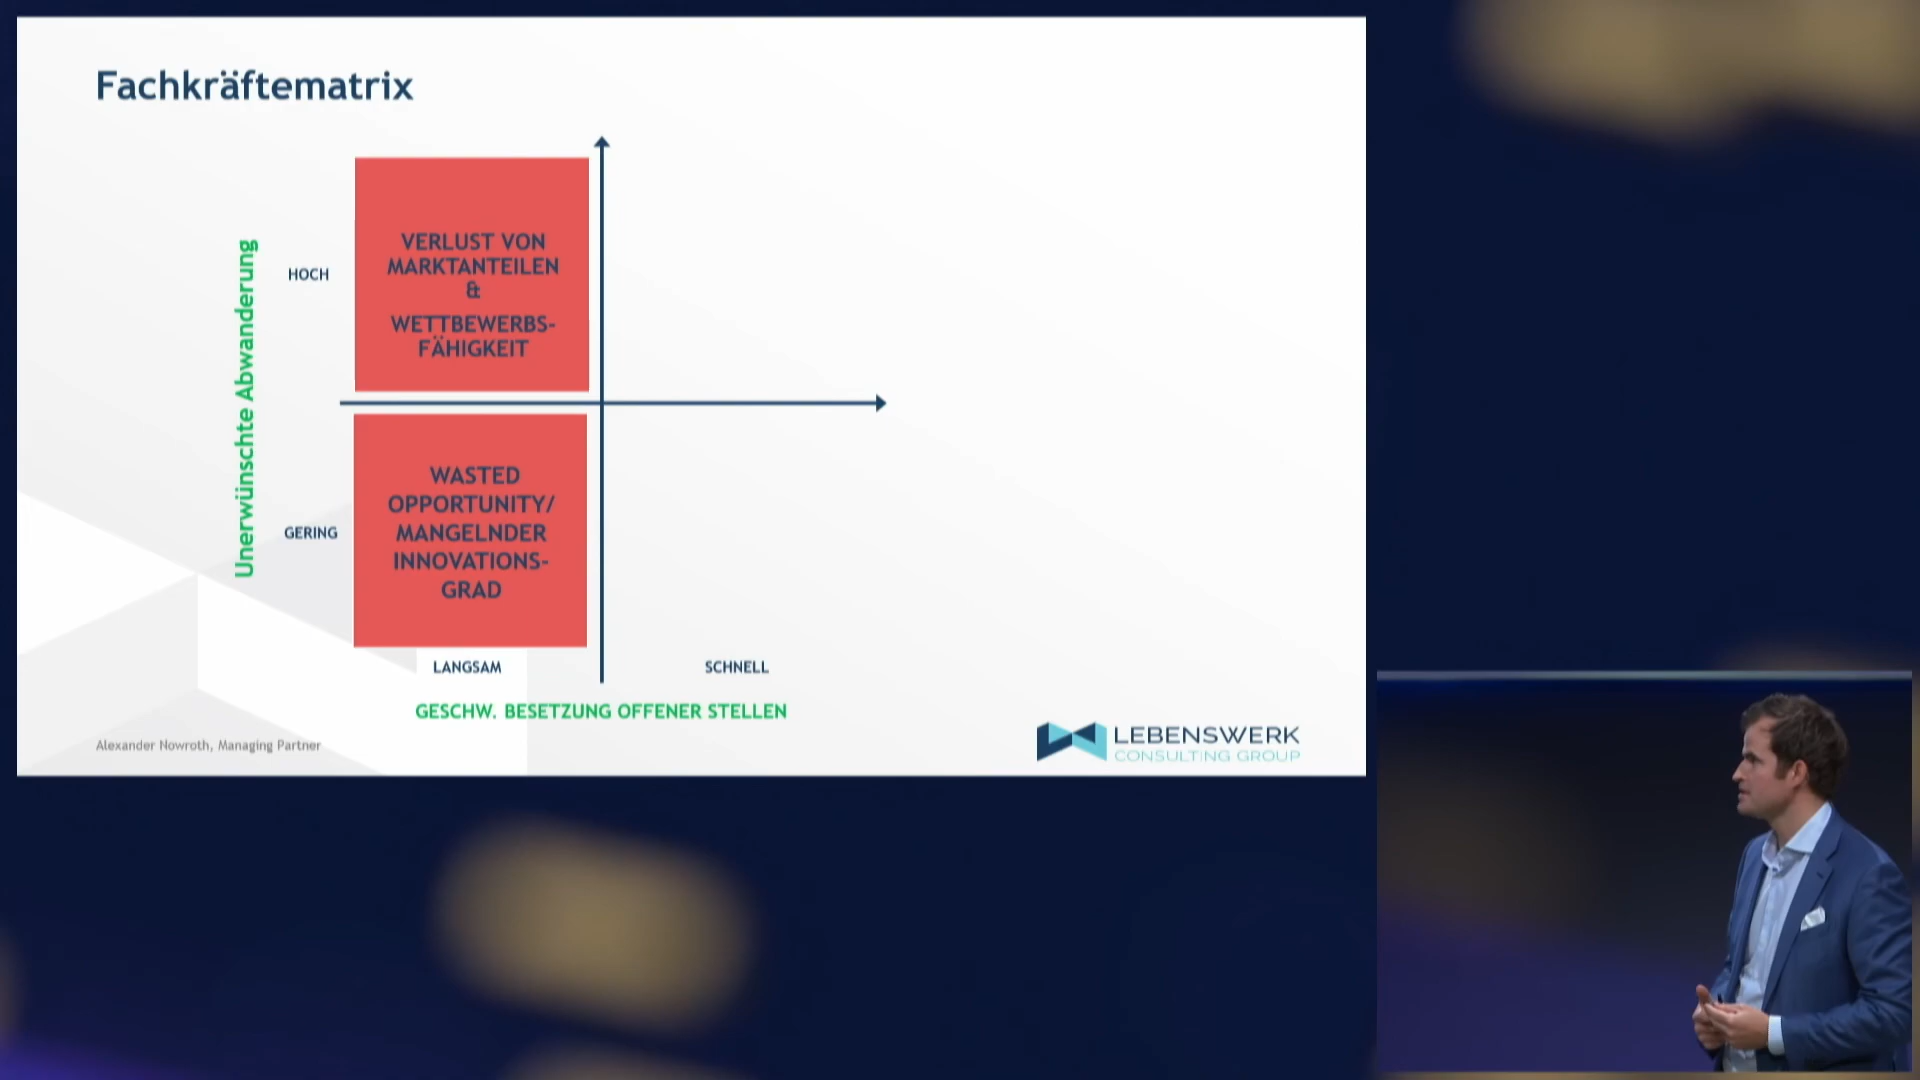 Fachkräftematrix
Unerwünschte Abwanderung
HOCH
VERLUST VON
MARKTANTEILEN
&
WETTBEWERBS-
FÄHIGKEIT
GERING
WASTED
OPPORTUNITY/
MANGELNDER
INNOVATIONS-
GRAD
LANGSAM
SCHNELL
GESCHW. BESETZUNG OFFENER STELLEN
Alexander Nowroth, Managing Partner
LEBENSWERK
CONSULTING GROUP